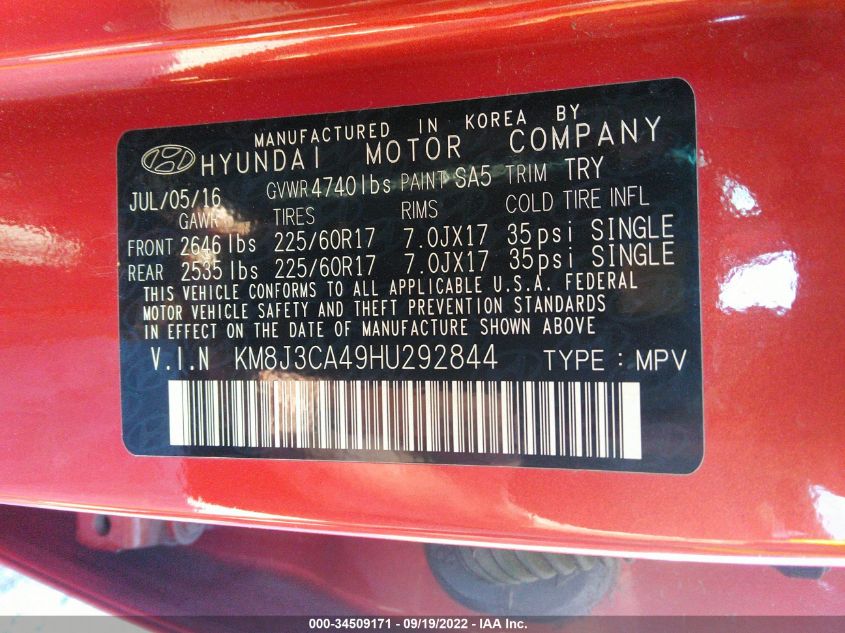 MANUFACTURED IN KOREA BY
HYUNDAI MOTOR COMPANY
JUL/05/16 GVWR 4740lbs PAINT SA5 TRIM TRY
GAWR TIRES RIMS COLD TIRE INFL
FRONT 2646 lbs 225/60R17 7.0JX17 35psi SINGLE
REAR 2535 lbs 225/60R17 7.0JX17 35psi SINGLE
THIS VEHICLE CONFORMS TO ALL APPLICABLE U.S.A. FEDERAL
MOTOR VEHICLE SAFETY AND THEFT PREVENTION STANDARDS
IN EFFECT ON THE DATE OF MANUFACTURE SHOWN ABOVE
V.I.N KM8J3CA49HU292844 TYPE : MPV
000-34509171 - 09/19/2022 - IAA Inc.